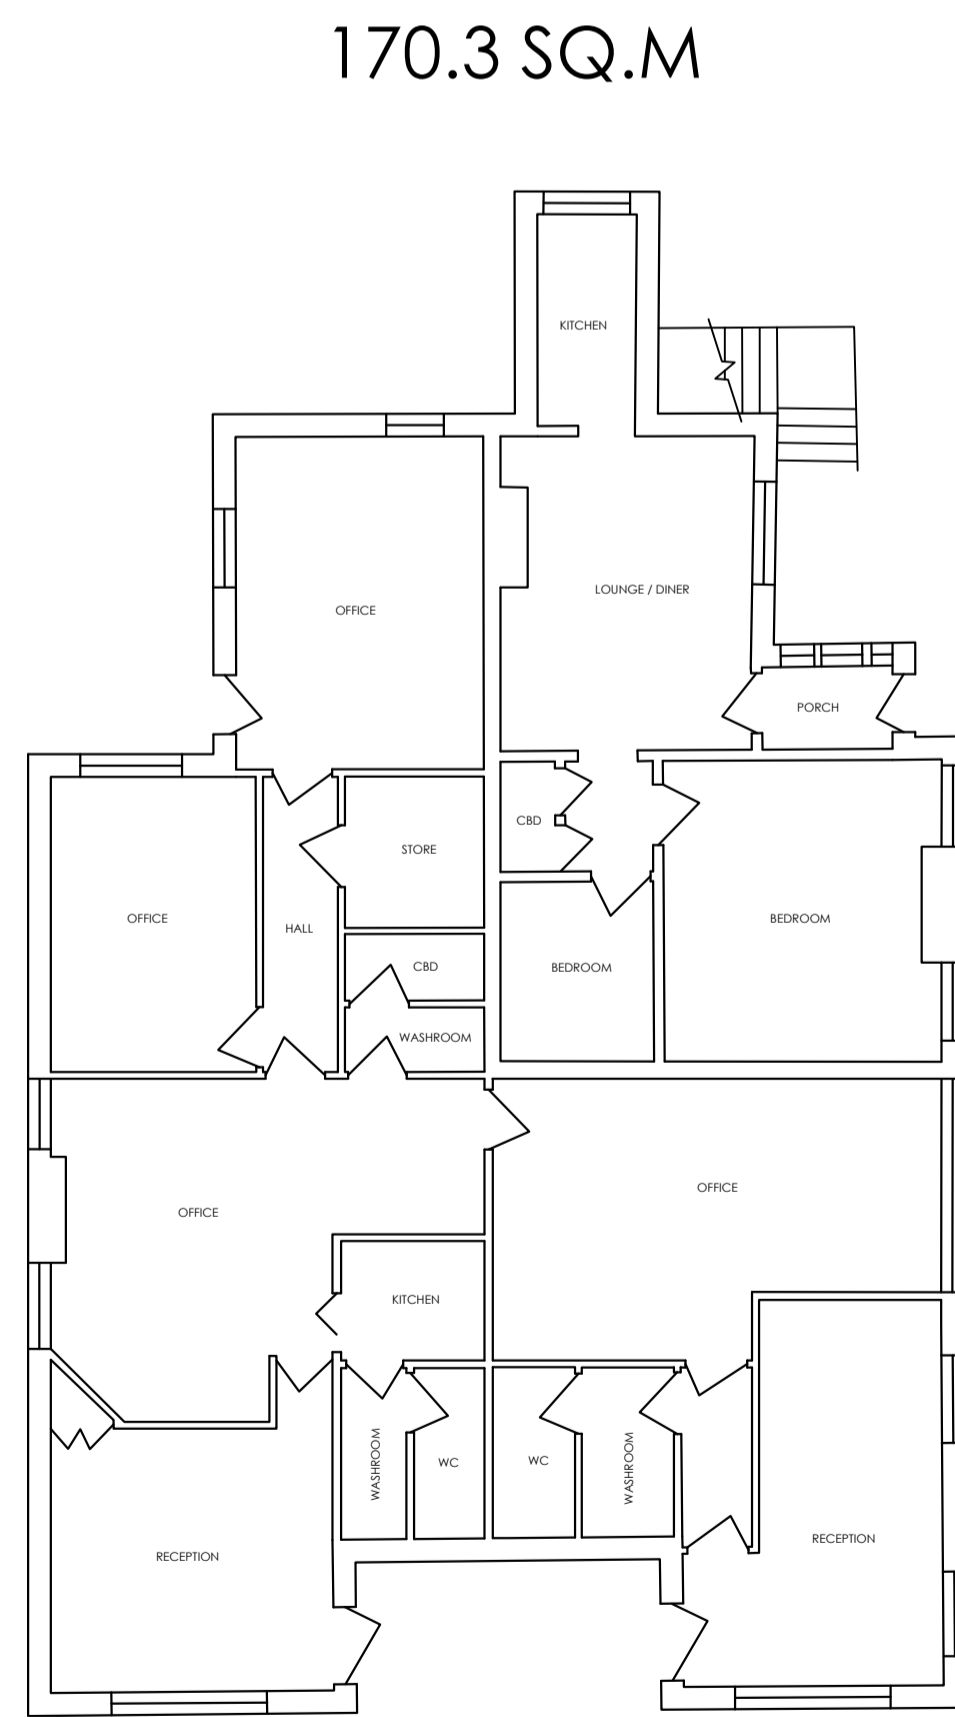 170.3 SQ.M
KITCHEN
LOUNGE / DINER
OFFICE
PORCH
CBD
STORE
OFFICE
HALL
BEDROOM
CBD
BEDROOM
WASHROOM
OFFICE
OFFICE
KITCHEN
WASHROOM
WC
WC
WASHROOM
RECEPTION
RECEPTION